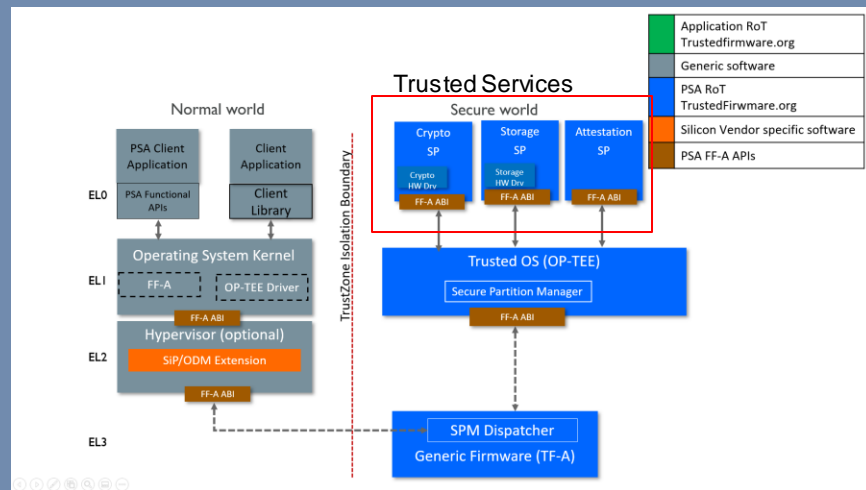 Application RoT
Trustedfirmware.org
Generic software
PSA RoT
TrustedFirwmare.org
Silicon Vendor specific software
PSA FF-A APIs
Trusted Services
Normal world
Secure world
PSA Client
Application
PSA Functional
APIs
Client
Application
Client
Library
Crypto
SP
Crypto
HW Drv
FF-A ABI
Storage
SP
Storage
HW Drv
FF-A ABI
Attestation
SP
FF-A ABI
EL0
TrustZone Isolation Boundary
Operating System Kernel
FF-A
OP-TEE Driver
EL1
FF-A ABI
Trusted OS (OP-TEE)
Secure Partition Manager
FF-A ABI
Hypervisor (optional)
SiP/ODM Extension
EL2
FF-A ABI
EL3
SPM Dispatcher
Generic Firmware (TF-A)